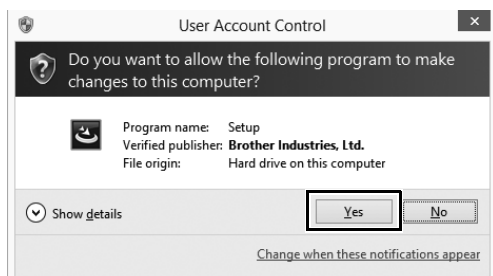 User Account Control
Do you want to allow the following program to make
changes to this computer?
Program name: Setup
Verified publisher: Brother Industries, Ltd.
File origin: Hard drive on this computer
Show details
Yes
No
Change when these notifications appear